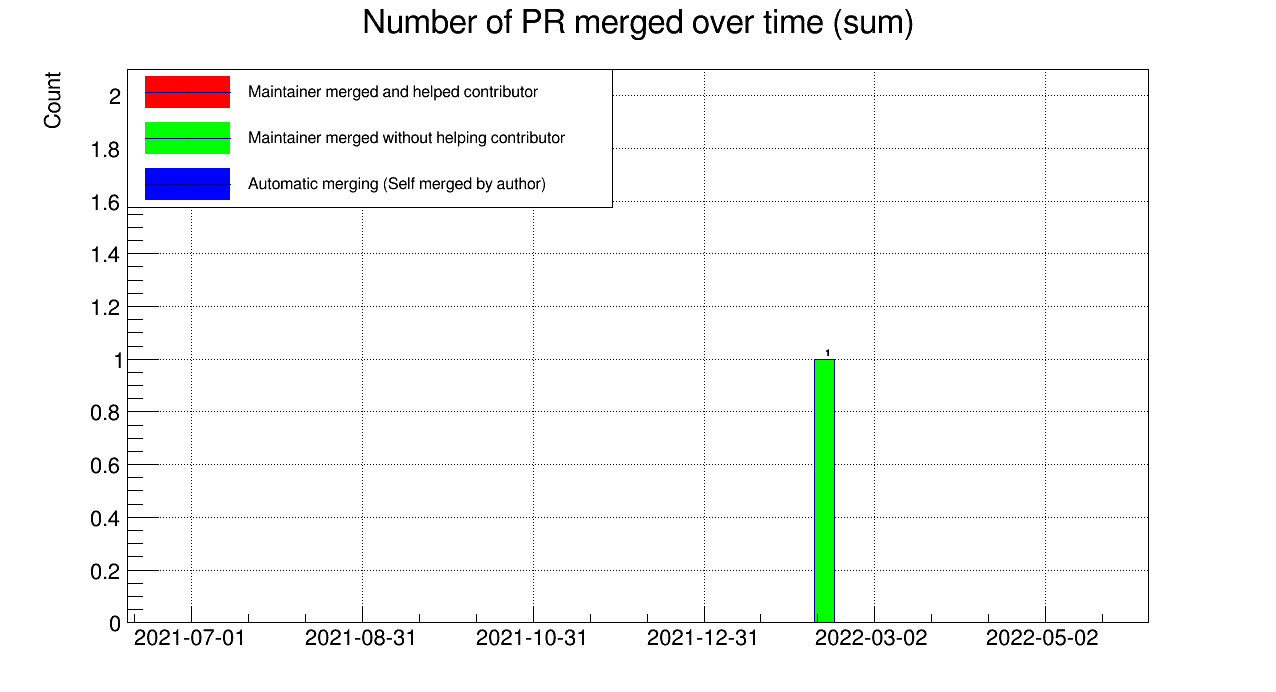 Number of PR merged over time (sum)
Count
Maintainer merged and helped contributor
Maintainer merged without helping contributor
Automatic merging (Self merged by author)
2
1.8
1.6
1.4
1.2
1
0.8
0.6
0.4
0.2
0
1
2021-07-01 2021-08-31 2021-10-31 2021-12-31 2022-03-02 2022-05-02